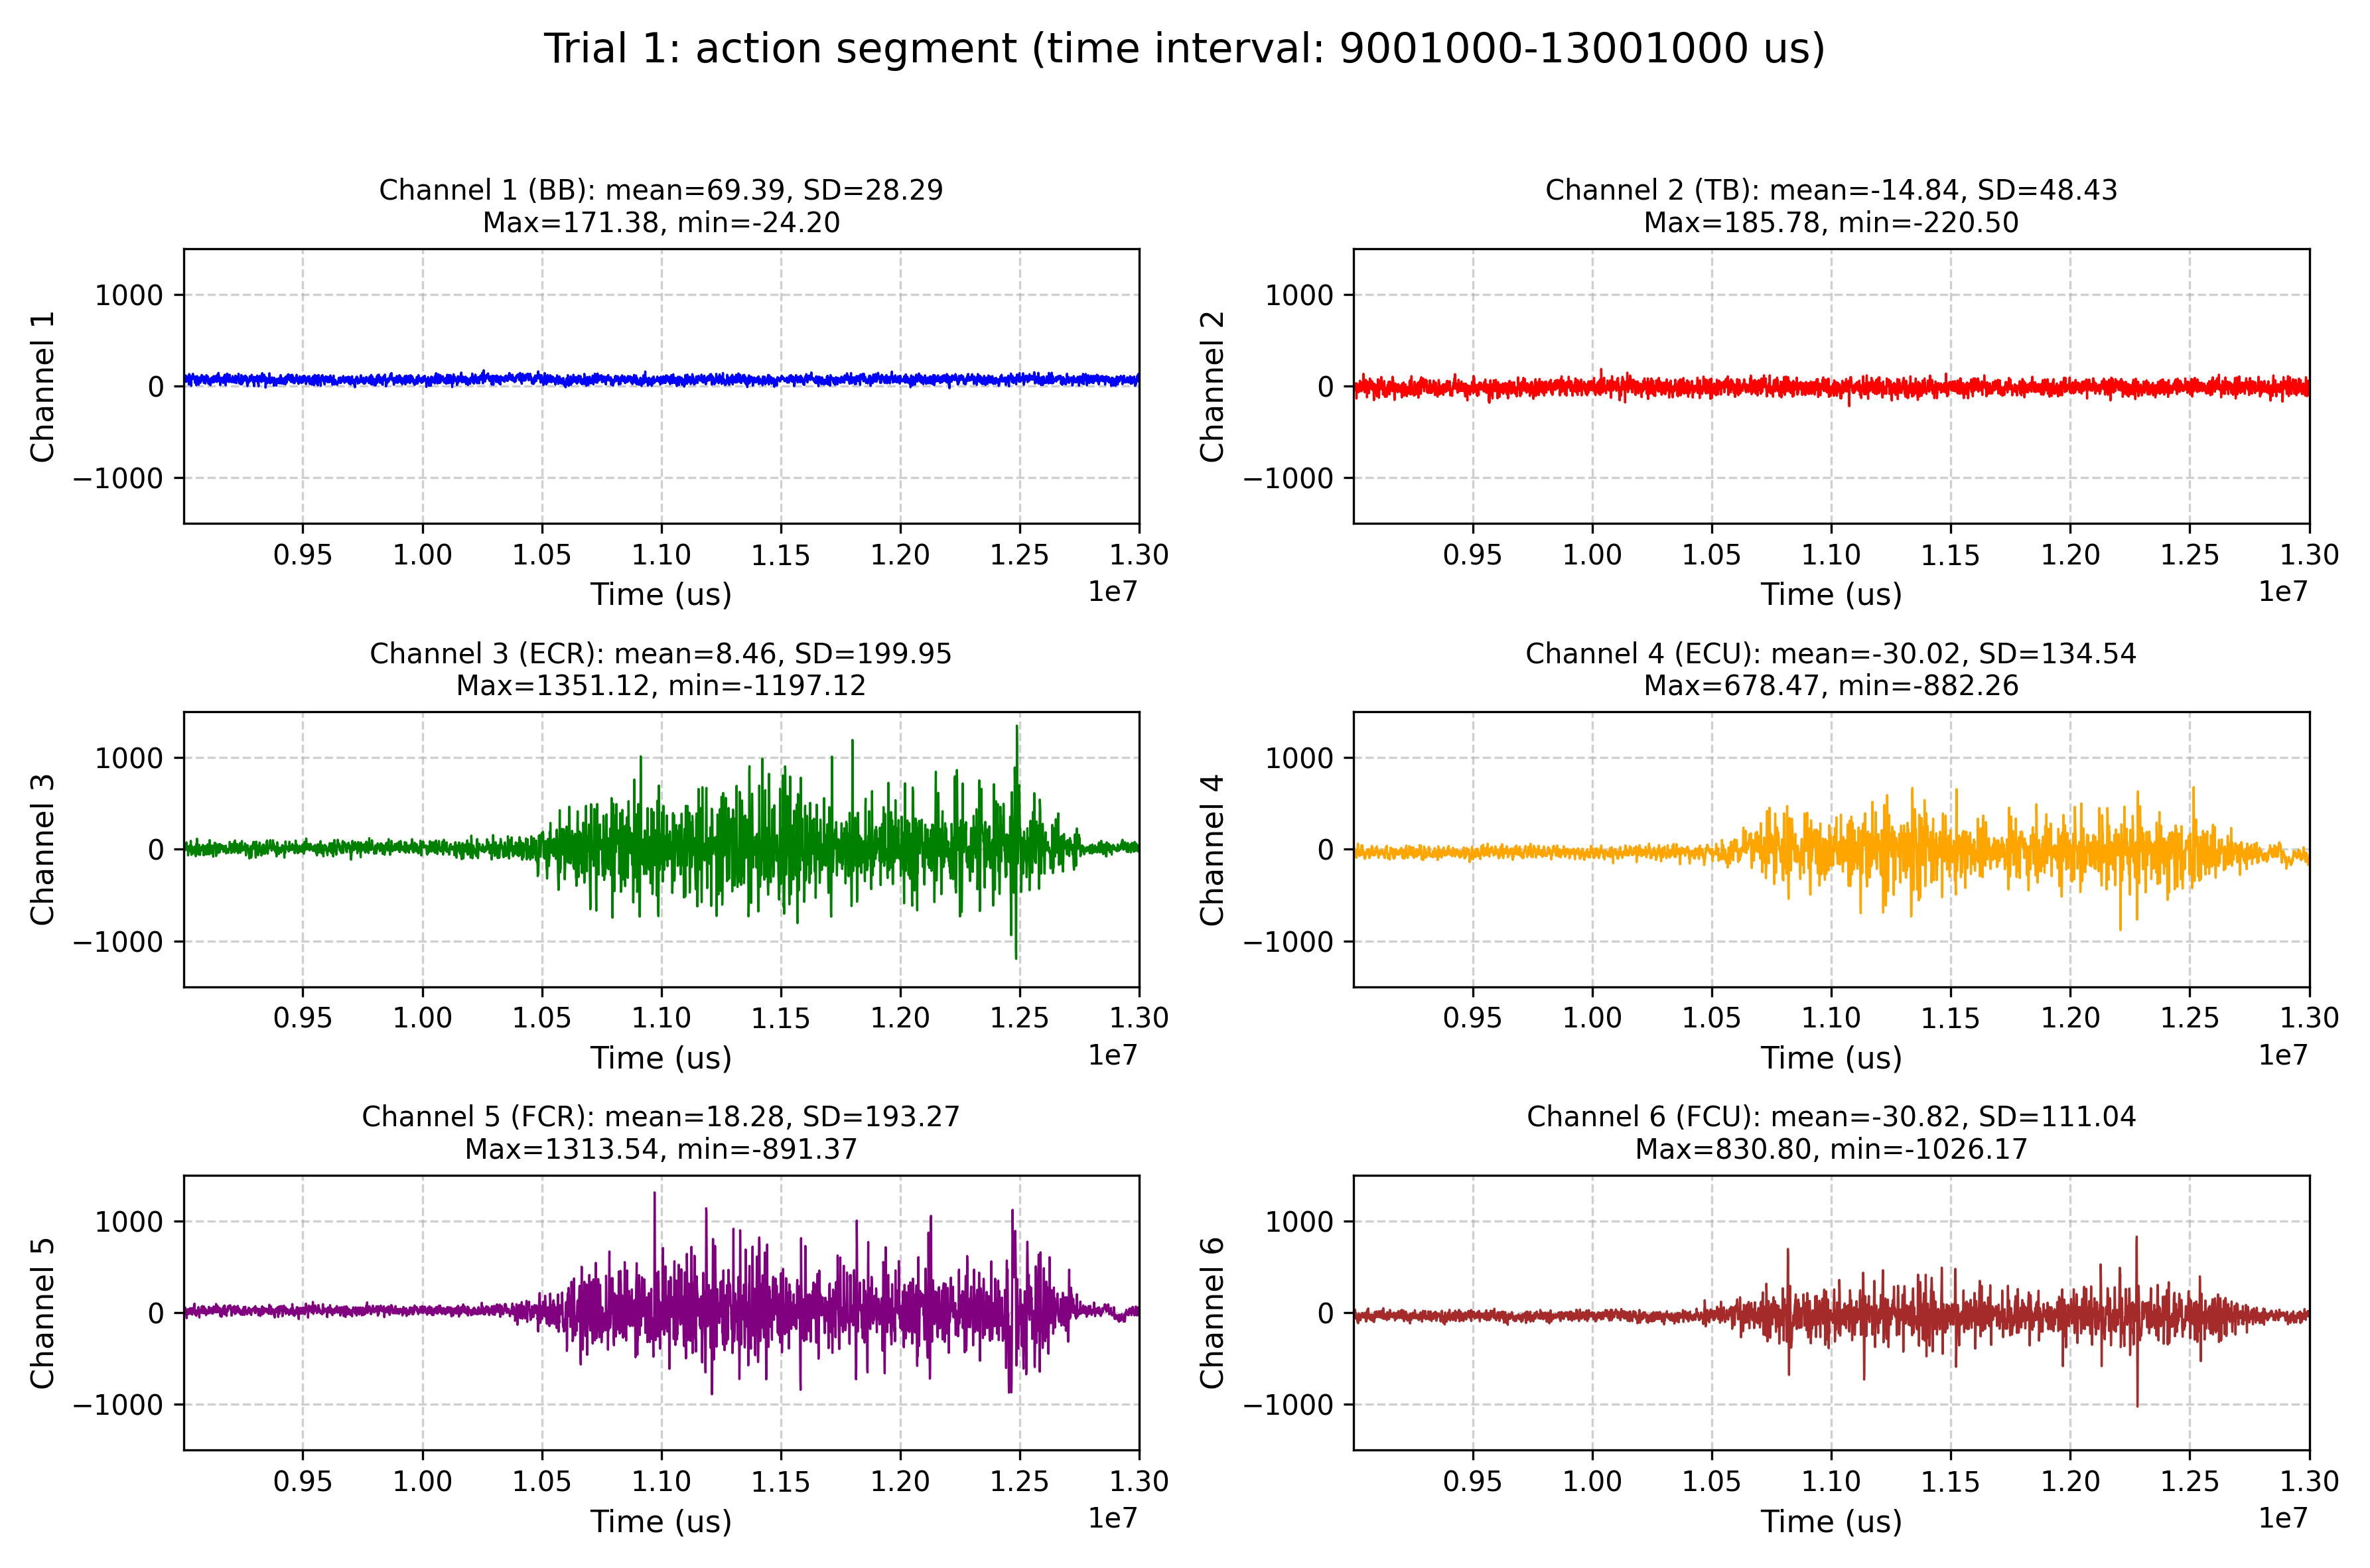 Trial 1: action segment (time interval: 9001000-13001000 us)
Channel 1 (BB): mean=69.39, SD=28.29
Max=171.38, min=-24.20
Channel 1
1000
0
−1000
0.95 1.00 1.05 1.10 1.15 1.20 1.25 1.30
Time (us)
1e7
Channel 2 (TB): mean=-14.84, SD=48.43
Max=185.78, min=-220.50
Channel 2
1000
0
−1000
0.95 1.00 1.05 1.10 1.15 1.20 1.25 1.30
Time (us)
1e7
Channel 3 (ECR): mean=8.46, SD=199.95
Max=1351.12, min=-1197.12
Channel 3
1000
0
−1000
0.95 1.00 1.05 1.10 1.15 1.20 1.25 1.30
Time (us)
1e7
Channel 4 (ECU): mean=-30.02, SD=134.54
Max=678.47, min=-882.26
Channel 4
1000
0
−1000
0.95 1.00 1.05 1.10 1.15 1.20 1.25 1.30
Time (us)
1e7
Channel 5 (FCR): mean=18.28, SD=193.27
Max=1313.54, min=-891.37
Channel 5
1000
0
−1000
0.95 1.00 1.05 1.10 1.15 1.20 1.25 1.30
Time (us)
1e7
Channel 6 (FCU): mean=-30.82, SD=111.04
Max=830.80, min=-1026.17
Channel 6
1000
0
−1000
0.95 1.00 1.05 1.10 1.15 1.20 1.25 1.30
Time (us)
1e7